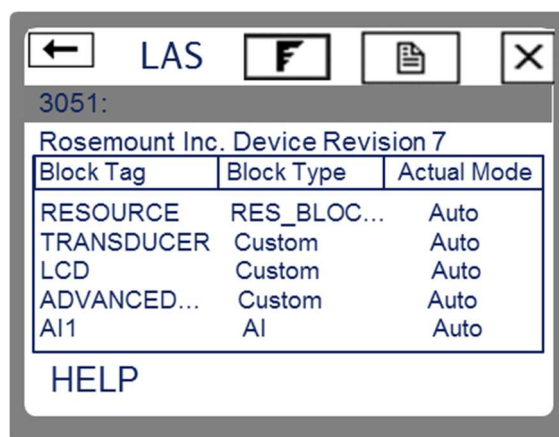 LAS
3051:
Rosemount Inc. Device Revision 7
Block Tag Block Type Actual Mode
RESOURCE RES_BLOC... Auto
TRANSDUCER Custom Auto
LCD Custom Auto
ADVANCED... Custom Auto
AI1 AI Auto
HELP